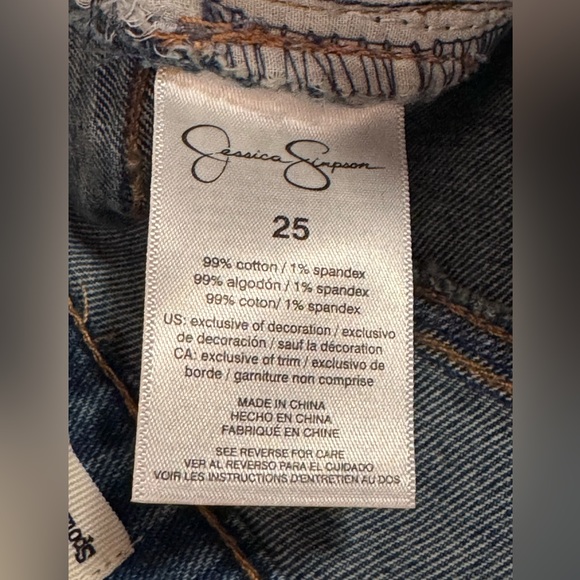 Jessica Simpson
25
99% cotton / 1% spandex
99% algodón / 1% spandex
99% coton/ 1% spandex
US: exclusive of decoration / exclusivo
de decoración / sauf la décoration
CA: exclusive of trim / exclusivo de
borde / garniture non comprise
MADE IN CHINA
HECHO EN CHINA
FABRIQUÉ EN CHINE
SEE REVERSE FOR CARE
VER AL REVERSO PARA EL CUIDADO
VOIR LES INSTRUCTIONS D'ENTRETIEN AU DOS